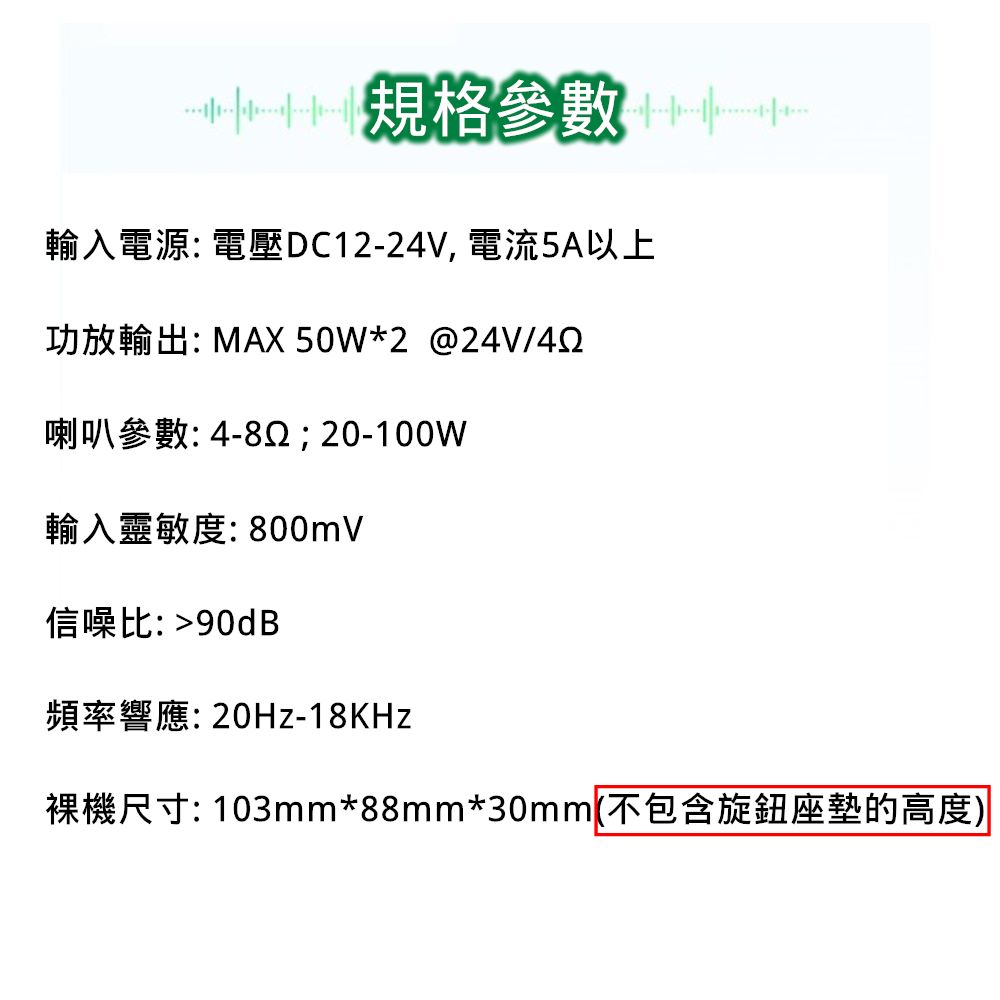 規格參數
輸入電源: 電壓DC12-24V, 電流5A以上
功放輸出: MAX 50W*2  @24V/4Ω
喇叭參數: 4-8Ω ; 20-100W
輸入靈敏度: 800mV
信噪比: >90dB
頻率響應: 20Hz-18KHz
裸機尺寸: 103mm*88mm*30mm(不包含旋鈕座墊的高度)